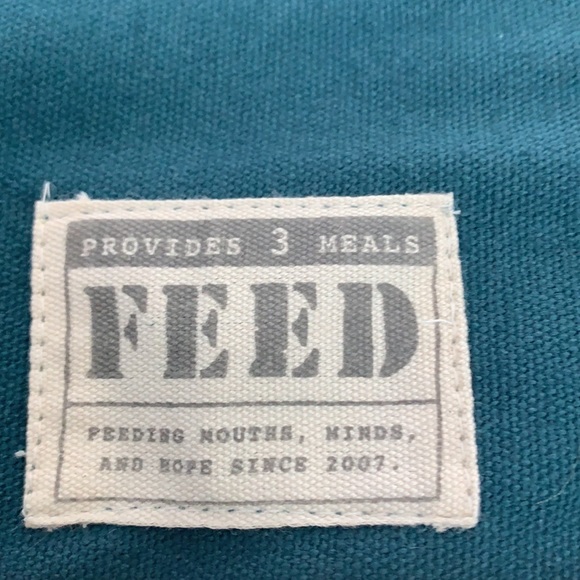 PROVIDES 3 MEALS
FEED
FEEDING MOUTHS, MINDS,
AND HOPE SINCE 2007.